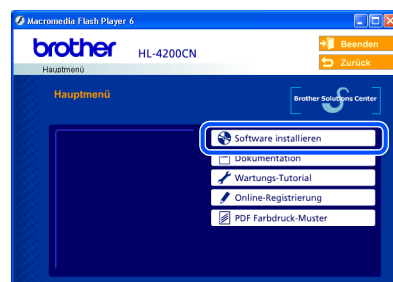 Macromedia Flash Player 6
brother HL-4200CN
Beenden
Zurück
Hauptmenü
Hauptmenü
Brother Solutions Center
Software installieren
Dokumentation
Wartungs-Tutorial
Online-Registrierung
PDF Farbdruck-Muster